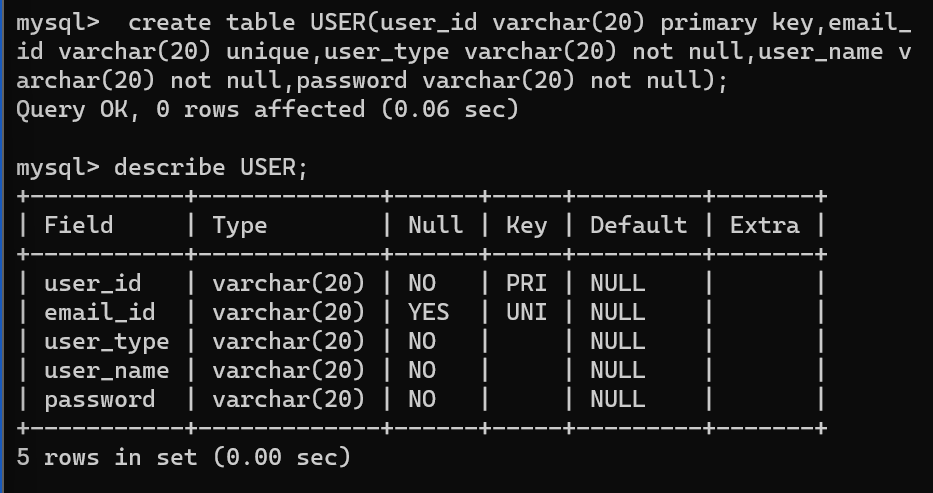 mysql>  create table USER(user_id varchar(20) primary key,email_
id varchar(20) unique,user_type varchar(20) not null,user_name v
archar(20) not null,password varchar(20) not null);
Query OK, 0 rows affected (0.06 sec)

mysql> describe USER;
+-----------+-------------+------+-----+---------+-------+
| Field     | Type        | Null | Key | Default | Extra |
+-----------+-------------+------+-----+---------+-------+
| user_id   | varchar(20) | NO   | PRI | NULL    |       |
| email_id  | varchar(20) | YES  | UNI | NULL    |       |
| user_type | varchar(20) | NO   |     | NULL    |       |
| user_name | varchar(20) | NO   |     | NULL    |       |
| password  | varchar(20) | NO   |     | NULL    |       |
+-----------+-------------+------+-----+---------+-------+
5 rows in set (0.00 sec)